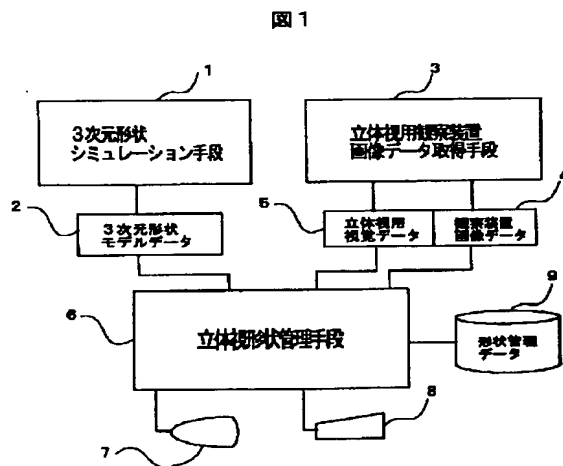 図1
1
3
3次元形状
シミュレーション手段
立体視用観察装置
画像データ取得手段
2
3次元形状
モデルデータ
5
立体視用
視覚データ
観察装置
画像データ
4
6
立体視形状管理手段
9
形状管理
データ
7
8